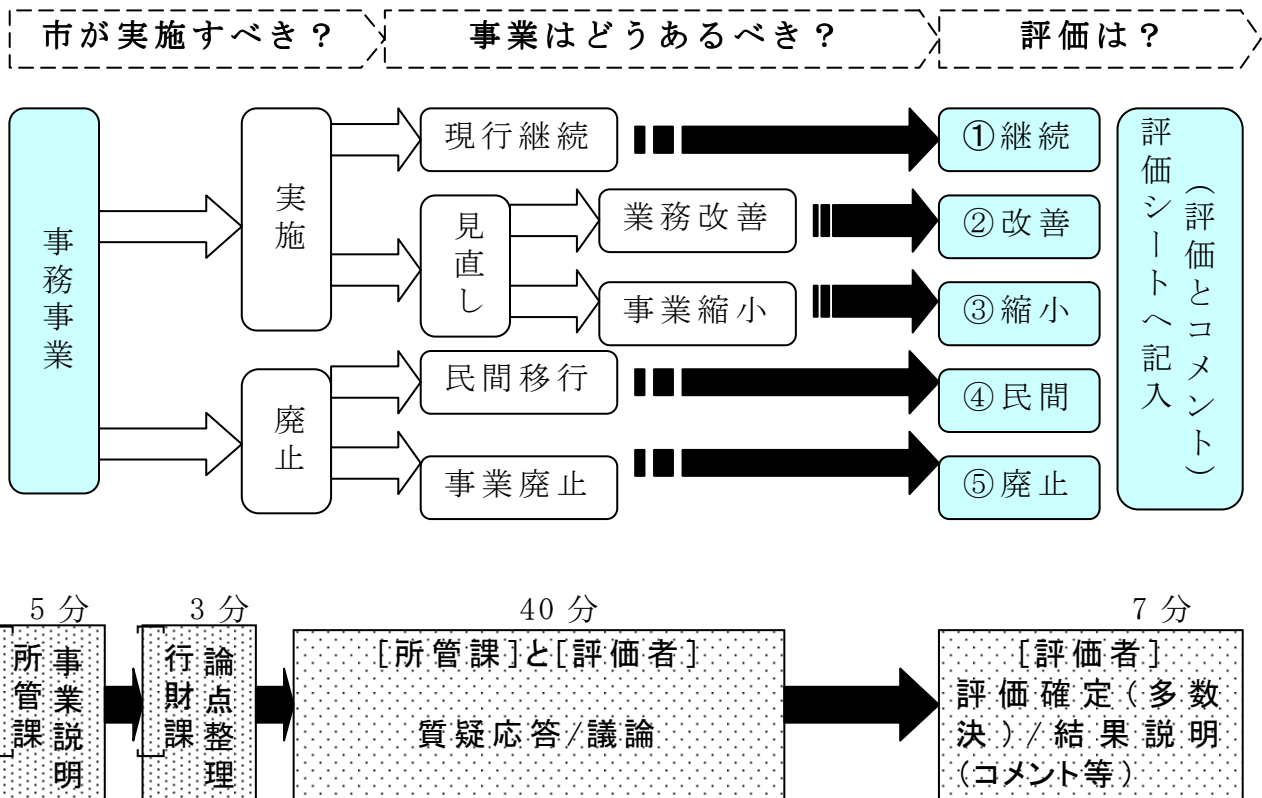 市が実施すべき？
事業はどうあるべき？
評価は？
事務事業
実施
廃止
現行継続
見直し
業務改善
事業縮小
民間移行
事業廃止
①継続
②改善
③縮小
④民間
⑤廃止
評価シートへ記入
（評価とコメント）
5分
3分
40分
7分
[所管課]
事業説明
[行財課]
論点整理
[所管課]と[評価者]
質疑応答/議論
[評価者]
評価確定(多数
決)/結果説明
(コメント等)